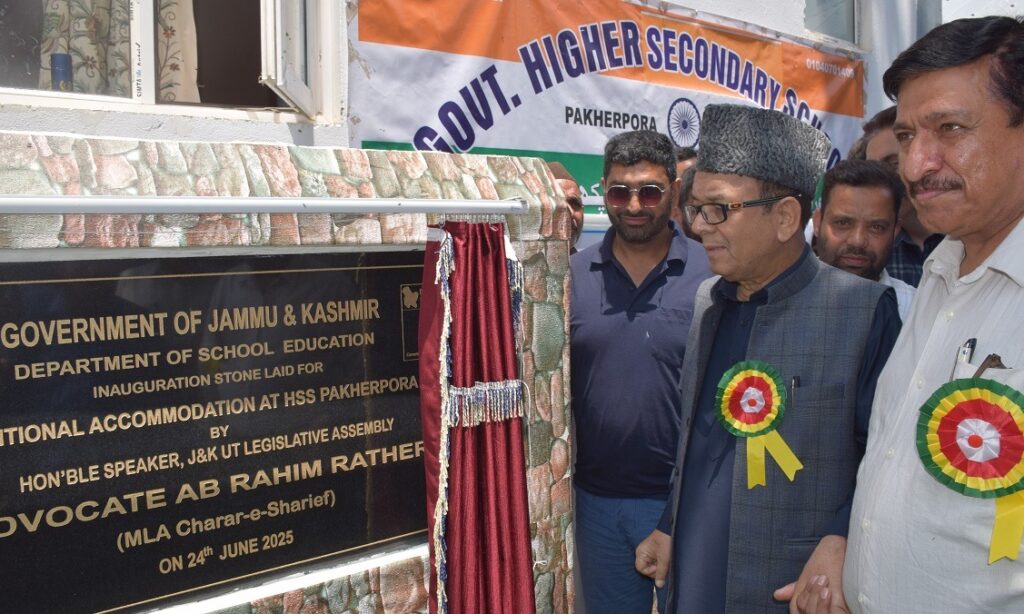 01040701409
GOVT. HIGHER SECONDARY SCHO
PAKHERPORA
GOVERNMENT OF JAMMU & KASHMIR
DEPARTMENT OF SCHOOL EDUCATION
INAUGURATION STONE LAID FOR
ITIONAL ACCOMMODATION AT HSS PAKHERPORA
BY
HON'BLE SPEAKER, J&K UT LEGISLATIVE ASSEMBLY
DVOCATE AB RAHIM RATHER
(MLA Charar-e-Sharief)
ON 24th JUNE 2025